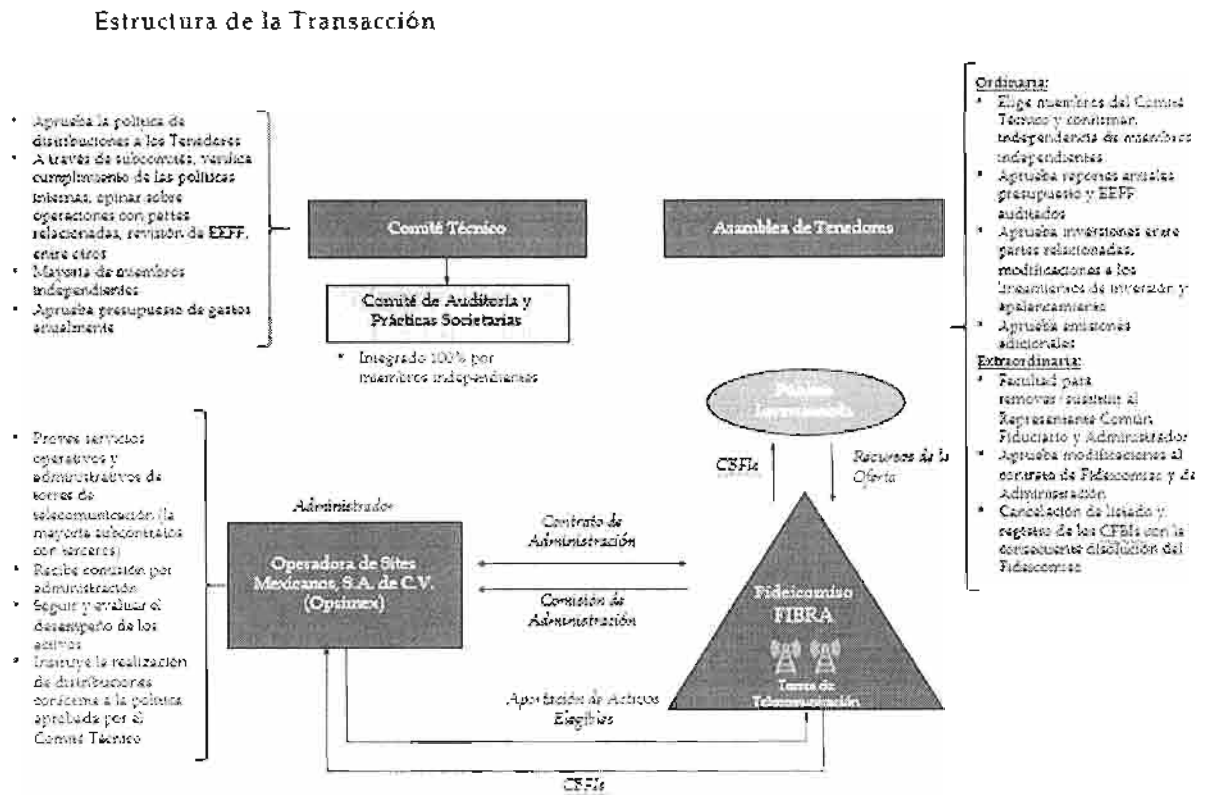 Estructura de la Transacción
• Aprueba la política de
distribuciones a los Tenedores
• A través de subcomités, verifica
cumplimiento de las políticas
internas, opinar sobre
operaciones con partes
relacionadas, revisión de EEFF,
entre otros
• Mayoría de miembros
independientes
• Aprueba presupuesto de gastos
anualmente
Comité Técnico
Comité de Auditoría y
Prácticas Societarias
• Integrado 100% por
miembros independientes
Asamblea de Tenedores
Ordinaria:
• Elige miembros del Comité
Técnico y confirman
independencia de miembros
independientes
• Aprueba reportes anuales
presupuesto y EEFF
auditados
• Aprueba inversiones entre
partes relacionadas,
modificaciones a los
lineamientos de inversión y
apalancamiento
• Aprueba emisiones
adicionales
Extraordinaria:
• Facultad para
remover/sustituir al
Representante Común,
Fiduciario y Administrador
• Aprueba modificaciones al
contrato de Fideicomiso y de
Administración
• Cancelación de listado y
registro de los CFBIs con la
consecuente disolución del
Fideicomiso
Público
Inversionista
CBFIs
Recursos de la
Oferta
• Provee servicios
operativos y
administrativos de
torres de
telecomunicación (la
mayoría subcontratos
con terceros)
• Recibe comisión por
administración
• Seguir y evaluar el
desempeño de los
activos
• Instruye la realización
de distribuciones
conforme a la política
aprobada por el
Comité Técnico
Administrador
Operadora de Sites
Mexicanos, S.A. de C.V.
(Opsimex)
Contrato de
Administración
Comisión de
Administración
Fideicomiso
FIBRA
Torres de
Telecomunicación
Aportación de Activos
Elegibles
CBFIs